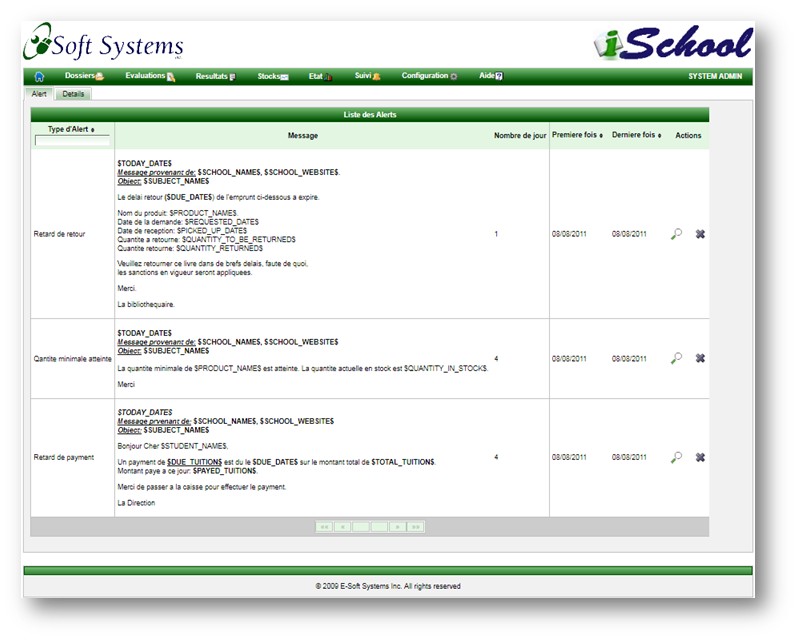 Soft Systems
iSchool
Dossiers Evaluations Resultats Stocks Etat Suivi Configuration Aide SYSTEM ADMIN
Alert Details
Liste des Alerts
Type d'Alert Message Nombre de jour Premiere fois Derniere fois Actions
$TODAY_DATE$
Message provenant de: $SCHOOL_NAME$, $SCHOOL_WEBSITE$.
Object: $SUBJECT_NAME$
Le delai retour ($DUE_DATE$) de l'emprunt ci-dessous a expire.
Nom du produit: $PRODUCT_NAME$.
Date de la demande: $REQUESTED_DATE$
Date de reception: $PICKED_UP_DATE$
Retard de retour 1 08/08/2011 08/08/2011
Quantite a retourne: $QUANTITY_TO_BE_RETURNED$
Quantite retourne: $QUANTITY_RETURNED$
Veuillez retourner ce livre dans de brefs delais, faute de quoi,
les sanctions en vigueur seront appliquees.
Merci.
La bibliothequaire.
$TODAY_DATE$
Message provenant de: $SCHOOL_NAME$, $SCHOOL_WEBSITE$
Object: $SUBJECT_NAME$
Qantite minimale atteinte 4 08/08/2011 08/08/2011
La quantite minimale de $PRODUCT_NAME$ est atteinte. La quantite actuelle en stock est $QUANTITY_IN_STOCK$.
Merci
$TODAY_DATE$
Message prvenant de: $SCHOOL_NAME$, $SCHOOL_WEBSITE$
Object: $SUBJECT_NAME$
Bonjour Cher $STUDENT_NAME$,
Retard de payment 4 08/08/2011 08/08/2011
Un payment de $DUE_TUITION$ est du le $DUE_DATE$ sur le montant total de $TOTAL_TUITION$.
Montant paye a ce jour: $PAYED_TUITION$.
Merci de passer a la caisse pour effectuer le payment.
La Direction
© 2009 E-Soft Systems Inc. All rights reserved